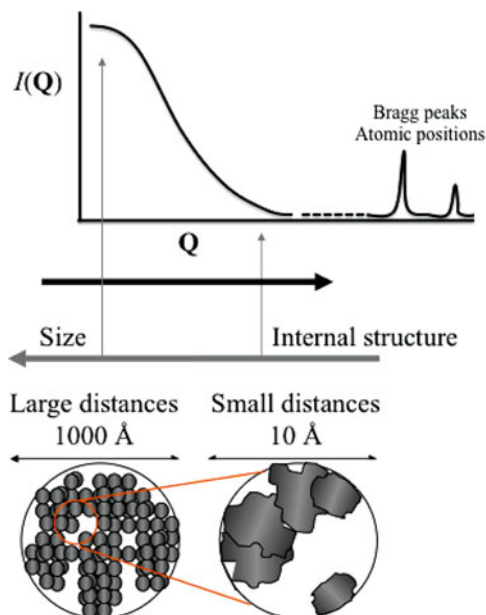 I(Q)
Bragg peaks
Atomic positions
Q
Size
Internal structure
Large distances
1000 Å
Small distances
10 Å